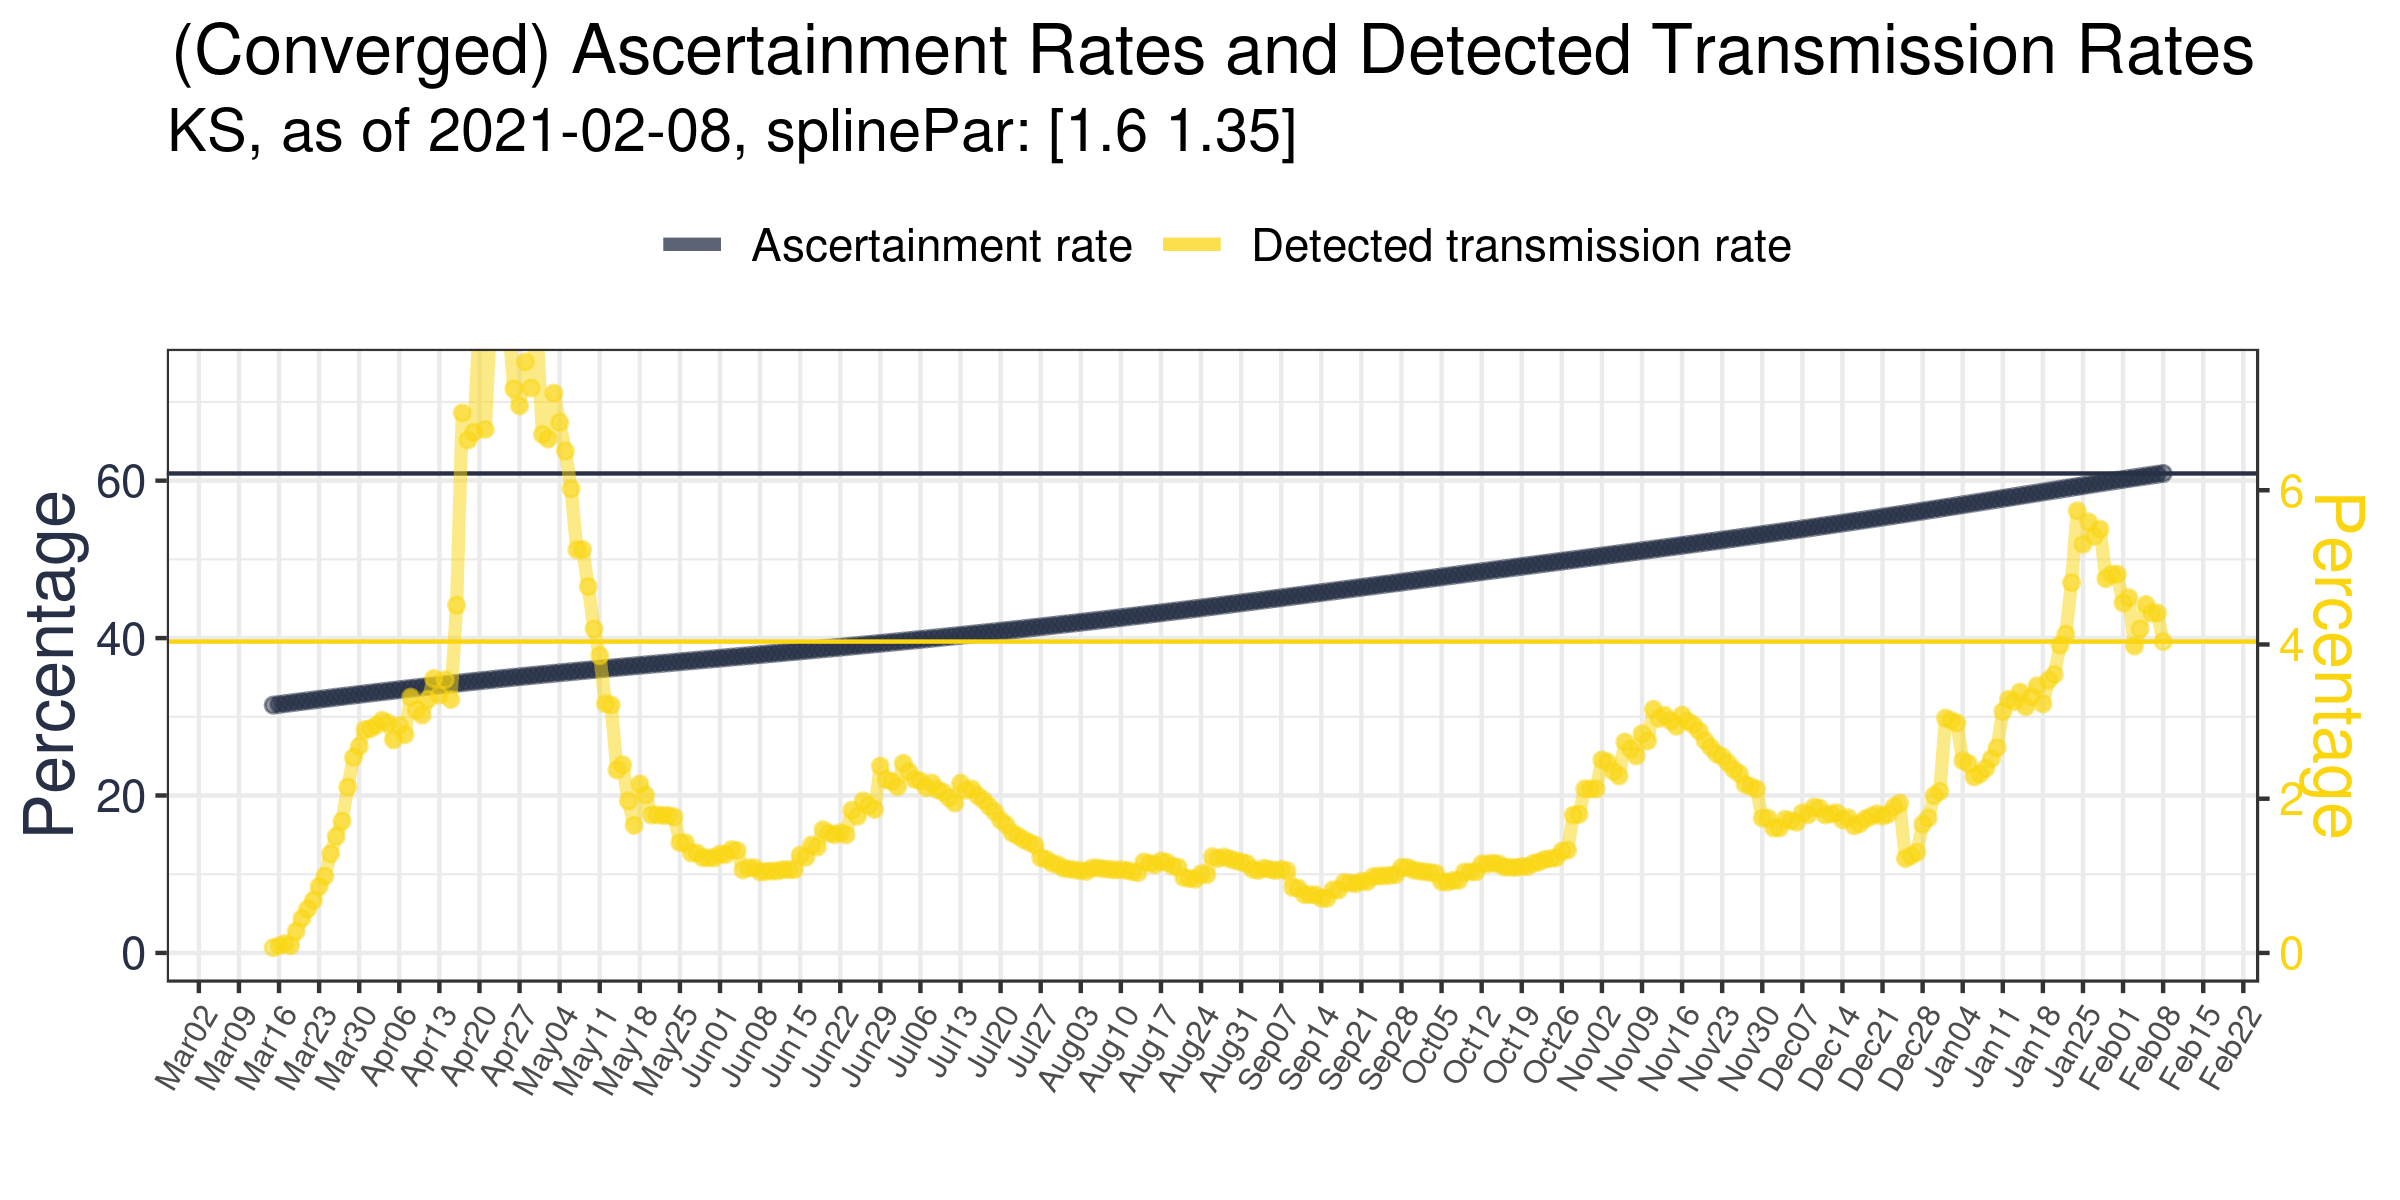 (Converged) Ascertainment Rates and Detected Transmission Rates
KS, as of 2021-02-08, splinePar: [1.6 1.35]
Ascertainment rate
Detected transmission rate
Percentage
60
40
20
0
6
4
2
0
Percentage
Mar02
Mar09
Mar16
Mar23
Mar30
Apr06
Apr13
Apr20
Apr27
May04
May11
May18
May25
Jun01
Jun08
Jun15
Jun22
Jun29
Jul06
Jul13
Jul20
Jul27
Aug03
Aug10
Aug17
Aug24
Aug31
Sep07
Sep14
Sep21
Sep28
Oct05
Oct12
Oct19
Oct26
Nov02
Nov09
Nov16
Nov23
Nov30
Dec07
Dec14
Dec21
Dec28
Jan04
Jan11
Jan18
Jan25
Feb01
Feb08
Feb15
Feb22